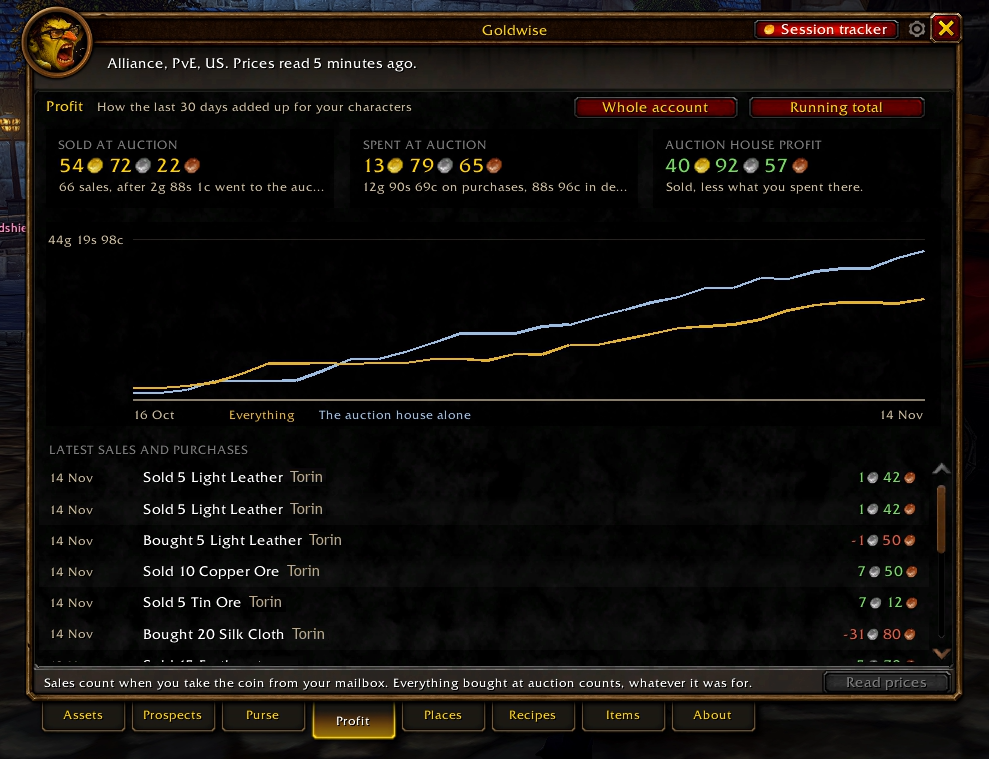 Goldwise
Session tracker
Alliance, PvE, US. Prices read 5 minutes ago.
Profit How the last 30 days added up for your characters
Whole account
Running total
SOLD AT AUCTION
54 72 22
66 sales, after 2g 88s 1c went to the auc...
SPENT AT AUCTION
13 79 65
12g 90s 69c on purchases, 88s 96c in de...
AUCTION HOUSE PROFIT
40 92 57
Sold, less what you spent there.
44g 19s 98c
16 Oct Everything The auction house alone 14 Nov
LATEST SALES AND PURCHASES
14 Nov Sold 5 Light Leather Torin 1 42
14 Nov Sold 5 Light Leather Torin 1 42
14 Nov Bought 5 Light Leather Torin -1 50
14 Nov Sold 10 Copper Ore Torin 7 50
14 Nov Sold 5 Tin Ore Torin 7 12
14 Nov Bought 20 Silk Cloth Torin -31 80
Sales count when you take the coin from your mailbox. Everything bought at auction counts, whatever it was for.
Read prices
Assets Prospects Purse Profit Places Recipes Items About